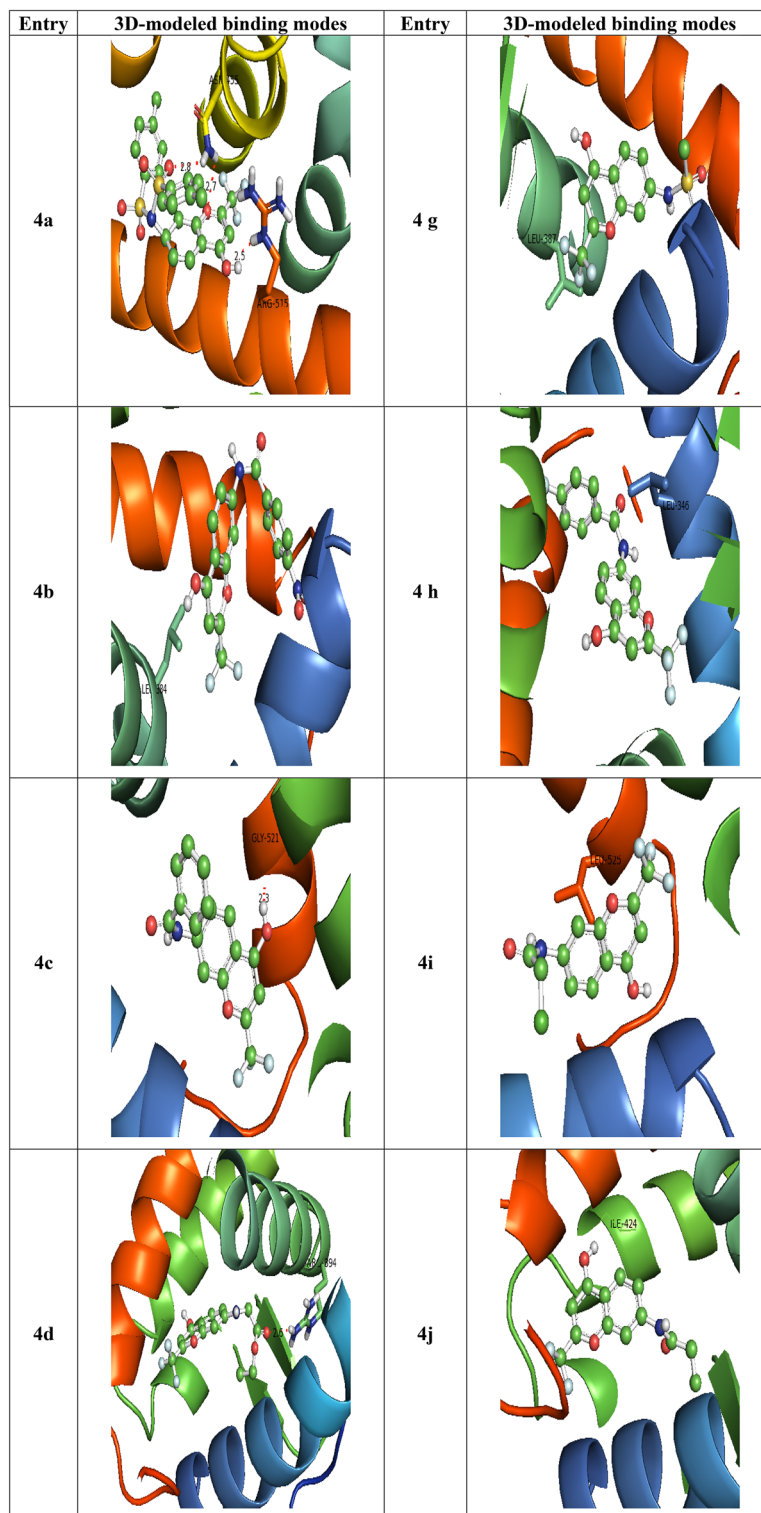 Entry 3D-modeled binding modes Entry 3D-modeled binding modes
4a
2.8
2.7
2.5
ARG-515
4 g
LEU-387
4b
4 h
LEU-346
4c
GLY-521
2.3
4i
LEU-525
4d
4j
ILE-424